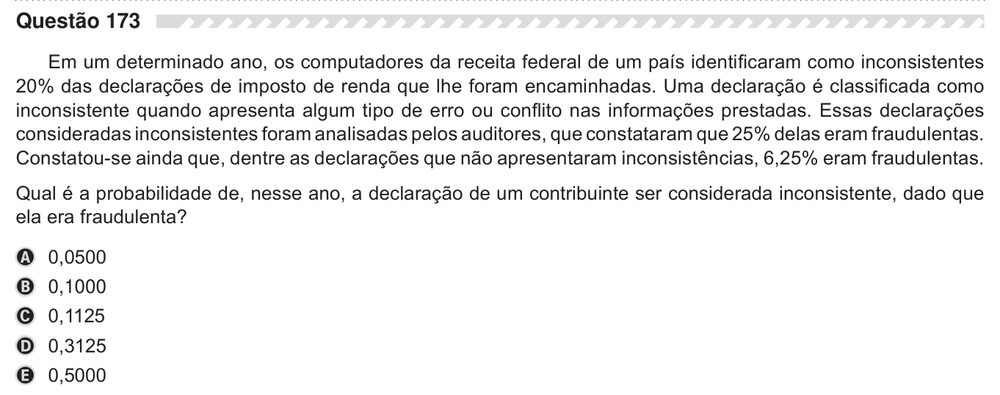 Questão 173
Em um determinado ano, os computadores da receita federal de um país identificaram como inconsistentes
20% das declarações de imposto de renda que lhe foram encaminhadas. Uma declaração é classificada como
inconsistente quando apresenta algum tipo de erro ou conflito nas informações prestadas. Essas declarações
consideradas inconsistentes foram analisadas pelos auditores, que constataram que 25% delas eram fraudulentas.
Constatou-se ainda que, dentre as declarações que não apresentaram inconsistências, 6,25% eram fraudulentas.
Qual é a probabilidade de, nesse ano, a declaração de um contribuinte ser considerada inconsistente, dado que
ela era fraudulenta?
A 0,0500
B 0,1000
C 0,1125
D 0,3125
E 0,5000